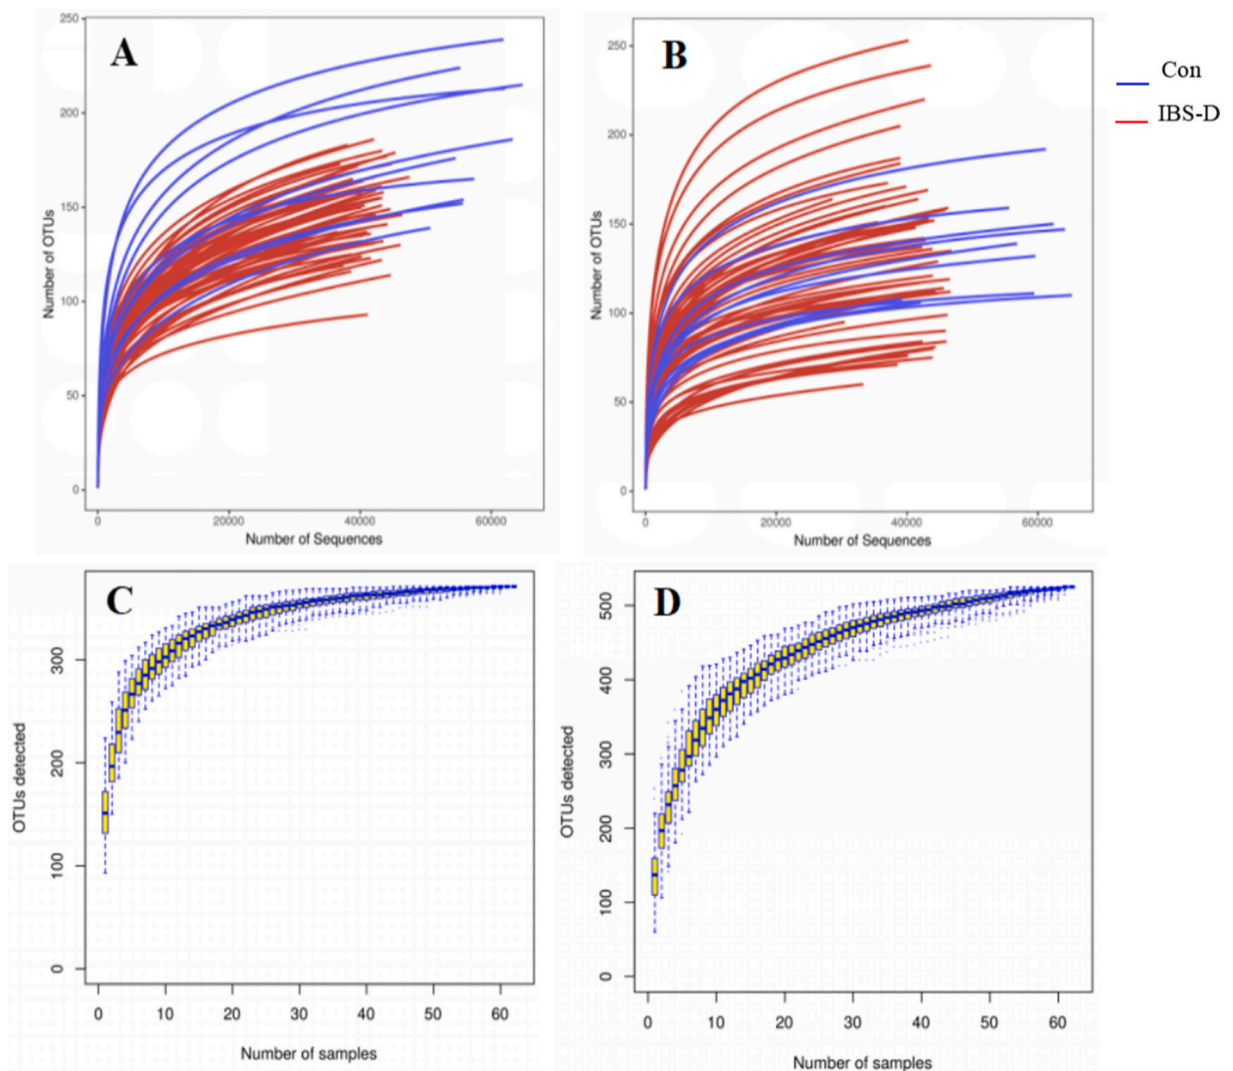 A
250
200
150
100
50
0
Number of OTUs
0 20000 40000 60000
Number of Sequences
B
250
200
150
100
50
0
Number of OTUs
0 20000 40000 60000
Number of Sequences
Con
IBS-D
C
300
200
100
0
OTUs detected
0 10 20 30 40 50 60
Number of samples
D
500
400
300
200
100
0
OTUs detected
0 10 20 30 40 50 60
Number of samples